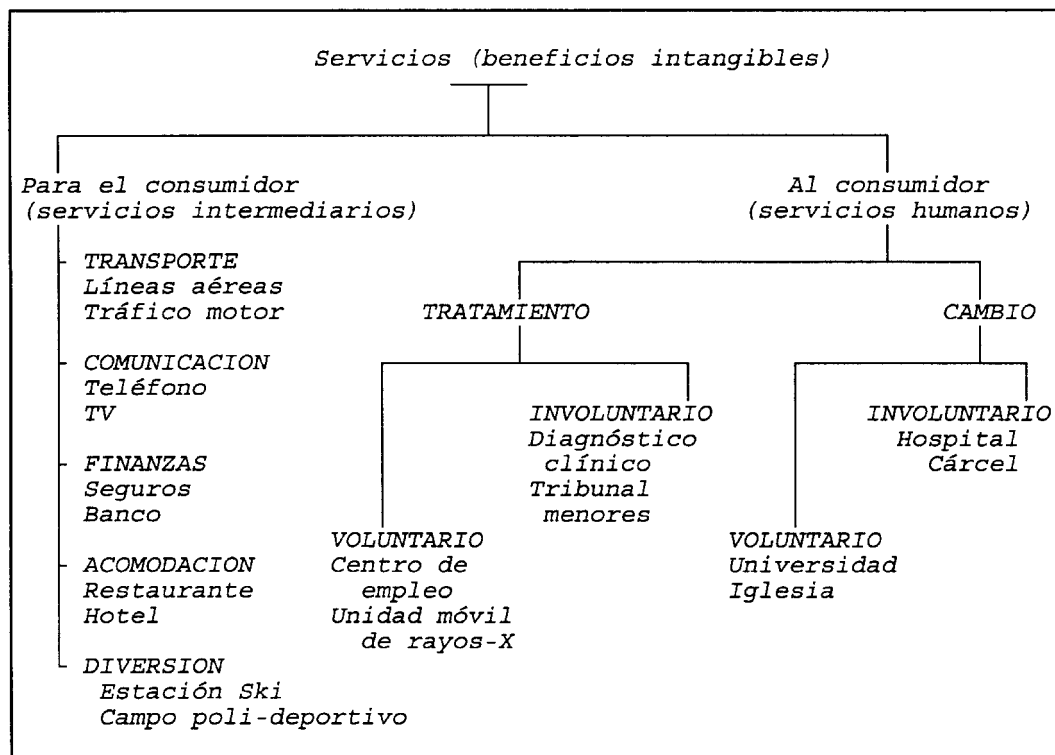 Servicios (beneficios intangibles)
Para el consumidor
(servicios intermediarios)
TRANSPORTE
Líneas aéreas
Tráfico motor
COMUNICACION
Teléfono
TV
FINANZAS
Seguros
Banco
ACOMODACION
Restaurante
Hotel
DIVERSION
Estación Ski
Campo poli-deportivo
Al consumidor
(servicios humanos)
TRATAMIENTO
VOLUNTARIO
Centro de
empleo
Unidad móvil
de rayos-X
INVOLUNTARIO
Diagnóstico
clínico
Tribunal
menores
CAMBIO
VOLUNTARIO
Universidad
Iglesia
INVOLUNTARIO
Hospital
Cárcel